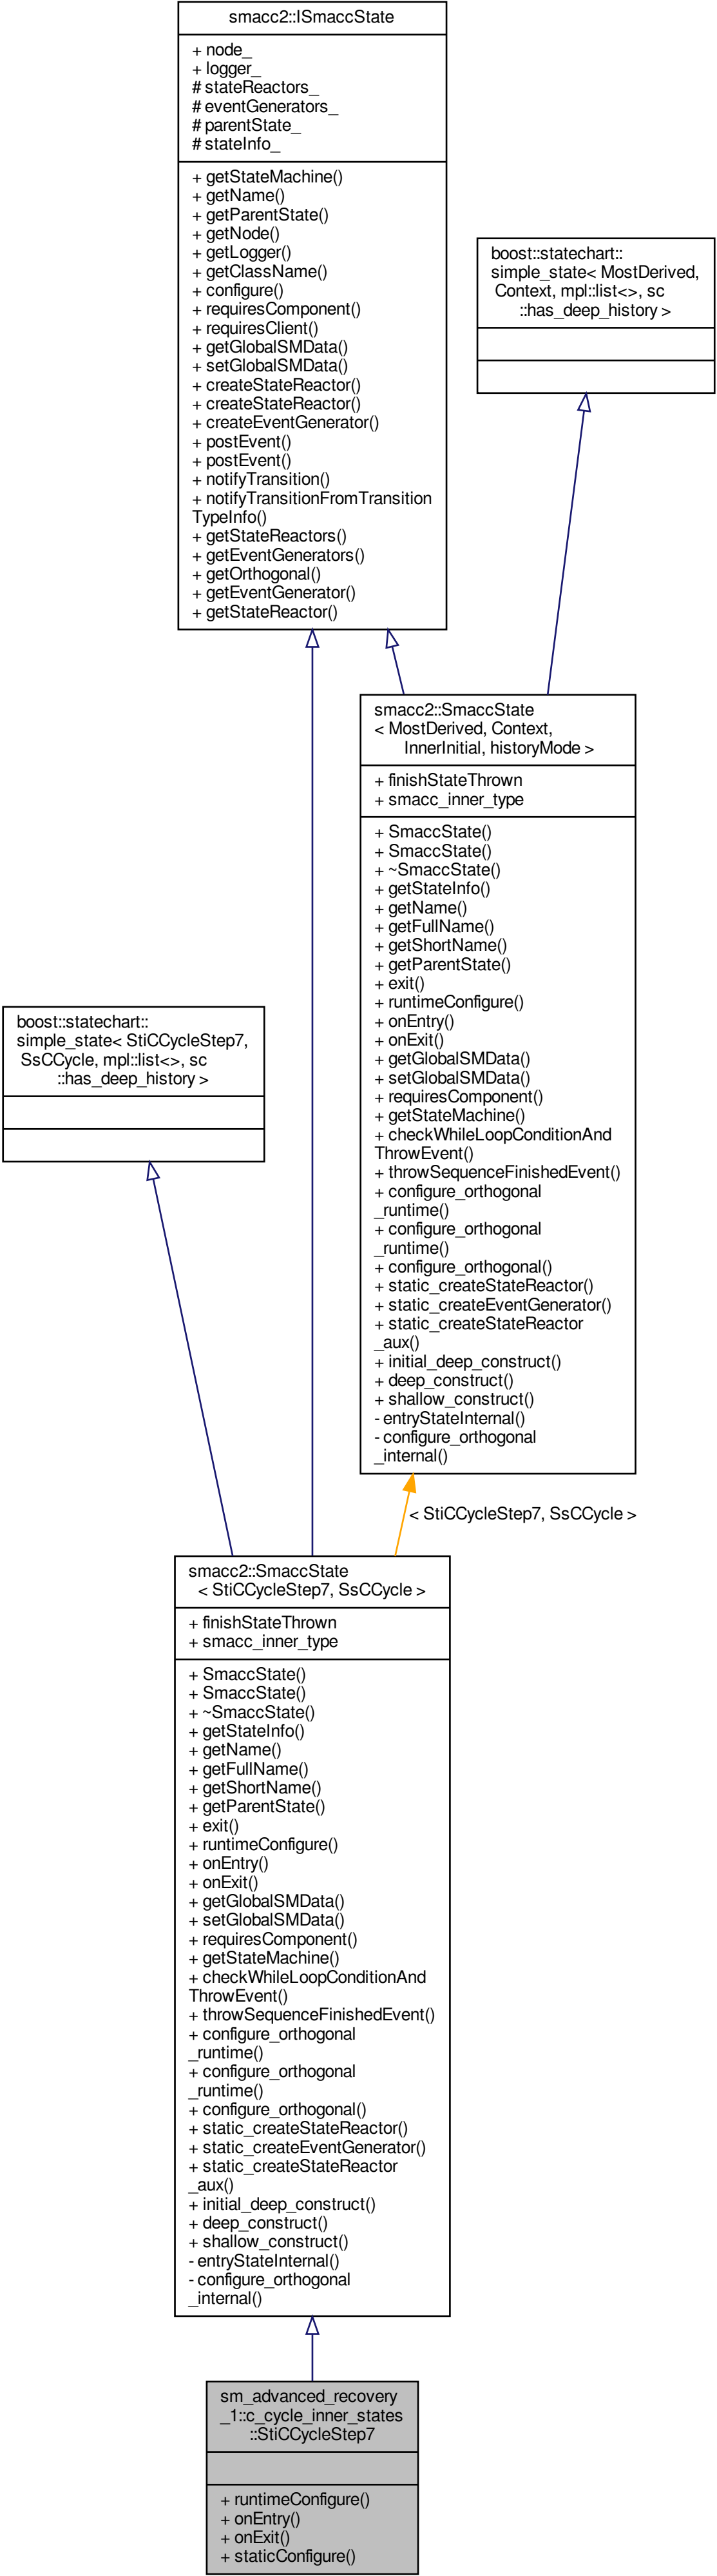 smacc2::ISmaccState
+ node_
+ logger_
# stateReactors_
# eventGenerators_
# parentState_
# stateInfo_
+ getStateMachine()
+ getName()
+ getParentState()
+ getNode()
+ getLogger()
+ getClassName()
+ configure()
+ requiresComponent()
+ requiresClient()
+ getGlobalSMData()
+ setGlobalSMData()
+ createStateReactor()
+ createStateReactor()
+ createEventGenerator()
+ postEvent()
+ postEvent()
+ notifyTransition()
+ notifyTransitionFromTransition
TypeInfo()
+ getStateReactors()
+ getEventGenerators()
+ getOrthogonal()
+ getEventGenerator()
+ getStateReactor()
boost::statechart::
simple_state< MostDerived,
Context, mpl::list<>, sc
::has_deep_history >
smacc2::SmaccState
< MostDerived, Context,
InnerInitial, historyMode >
+ finishStateThrown
+ smacc_inner_type
+ SmaccState()
+ SmaccState()
+ ~SmaccState()
+ getStateInfo()
+ getName()
+ getFullName()
+ getShortName()
+ getParentState()
+ exit()
+ runtimeConfigure()
+ onEntry()
+ onExit()
+ getGlobalSMData()
+ setGlobalSMData()
+ requiresComponent()
+ getStateMachine()
+ checkWhileLoopConditionAnd
ThrowEvent()
+ throwSequenceFinishedEvent()
+ configure_orthogonal
_runtime()
+ configure_orthogonal
_runtime()
+ configure_orthogonal()
+ static_createStateReactor()
+ static_createEventGenerator()
+ static_createStateReactor
_aux()
+ initial_deep_construct()
+ deep_construct()
+ shallow_construct()
- entryStateInternal()
- configure_orthogonal
_internal()
boost::statechart::
simple_state< StiCCycleStep7,
SsCCycle, mpl::list<>, sc
::has_deep_history >
< StiCCycleStep7, SsCCycle >
smacc2::SmaccState
< StiCCycleStep7, SsCCycle >
+ finishStateThrown
+ smacc_inner_type
+ SmaccState()
+ SmaccState()
+ ~SmaccState()
+ getStateInfo()
+ getName()
+ getFullName()
+ getShortName()
+ getParentState()
+ exit()
+ runtimeConfigure()
+ onEntry()
+ onExit()
+ getGlobalSMData()
+ setGlobalSMData()
+ requiresComponent()
+ getStateMachine()
+ checkWhileLoopConditionAnd
ThrowEvent()
+ throwSequenceFinishedEvent()
+ configure_orthogonal
_runtime()
+ configure_orthogonal
_runtime()
+ configure_orthogonal()
+ static_createStateReactor()
+ static_createEventGenerator()
+ static_createStateReactor
_aux()
+ initial_deep_construct()
+ deep_construct()
+ shallow_construct()
- entryStateInternal()
- configure_orthogonal
_internal()
sm_advanced_recovery
_1::c_cycle_inner_states
::StiCCycleStep7
+ runtimeConfigure()
+ onEntry()
+ onExit()
+ staticConfigure()